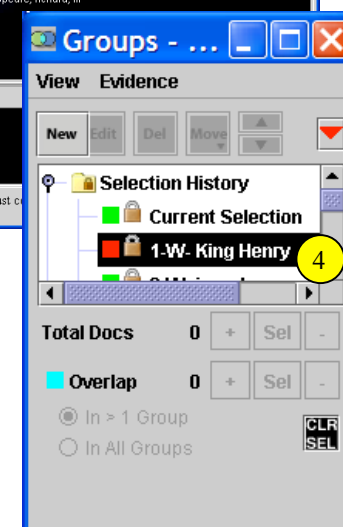 Groups - ...
View Evidence
New Edit Del Move
Selection History
Current Selection
1-W- King Henry
4
Total Docs 0 + Sel -
Overlap 0 + Sel -
In > 1 Group
In All Groups
CLR
SEL